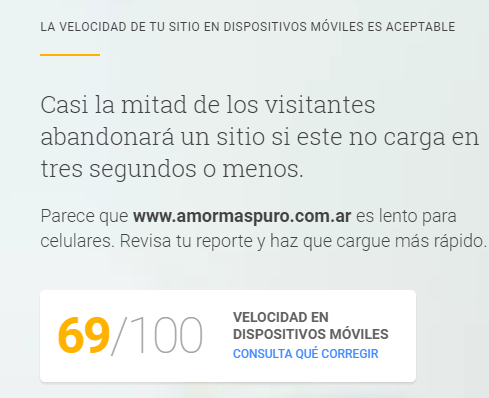 LA VELOCIDAD DE TU SITIO EN DISPOSITIVOS MÓVILES ES ACEPTABLE
Casi la mitad de los visitantes
abandonará un sitio si este no carga en
tres segundos o menos.
Parece que www.amormaspuro.com.ar es lento para
celulares. Revisa tu reporte y haz que cargue más rápido.
69/100
VELOCIDAD EN
DISPOSITIVOS MÓVILES
CONSULTA QUÉ CORREGIR